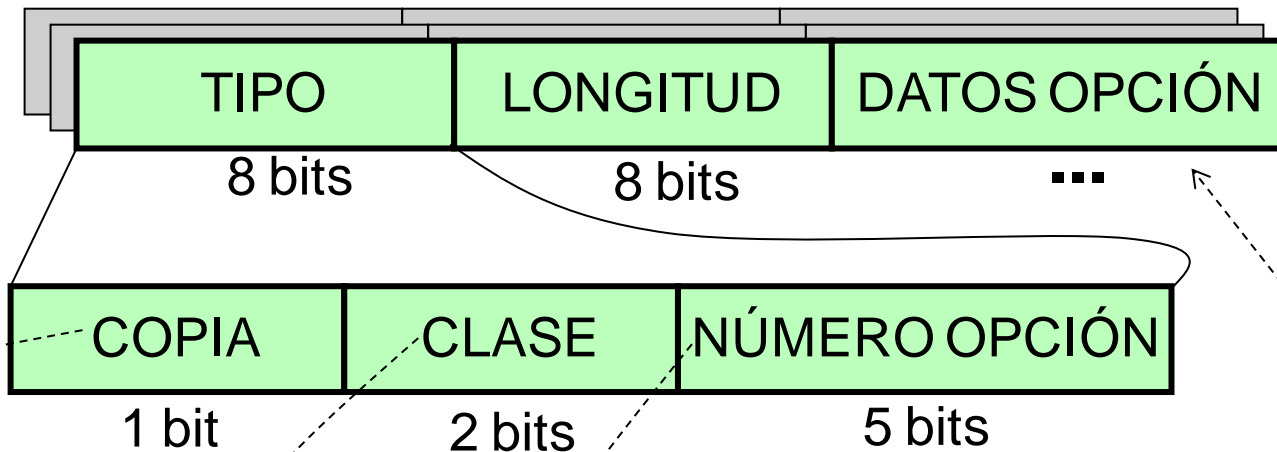 TIPO LONGITUD DATOS OPCIÓN
8 bits 8 bits ...
COPIA CLASE NÚMERO OPCIÓN
1 bit 2 bits 5 bits